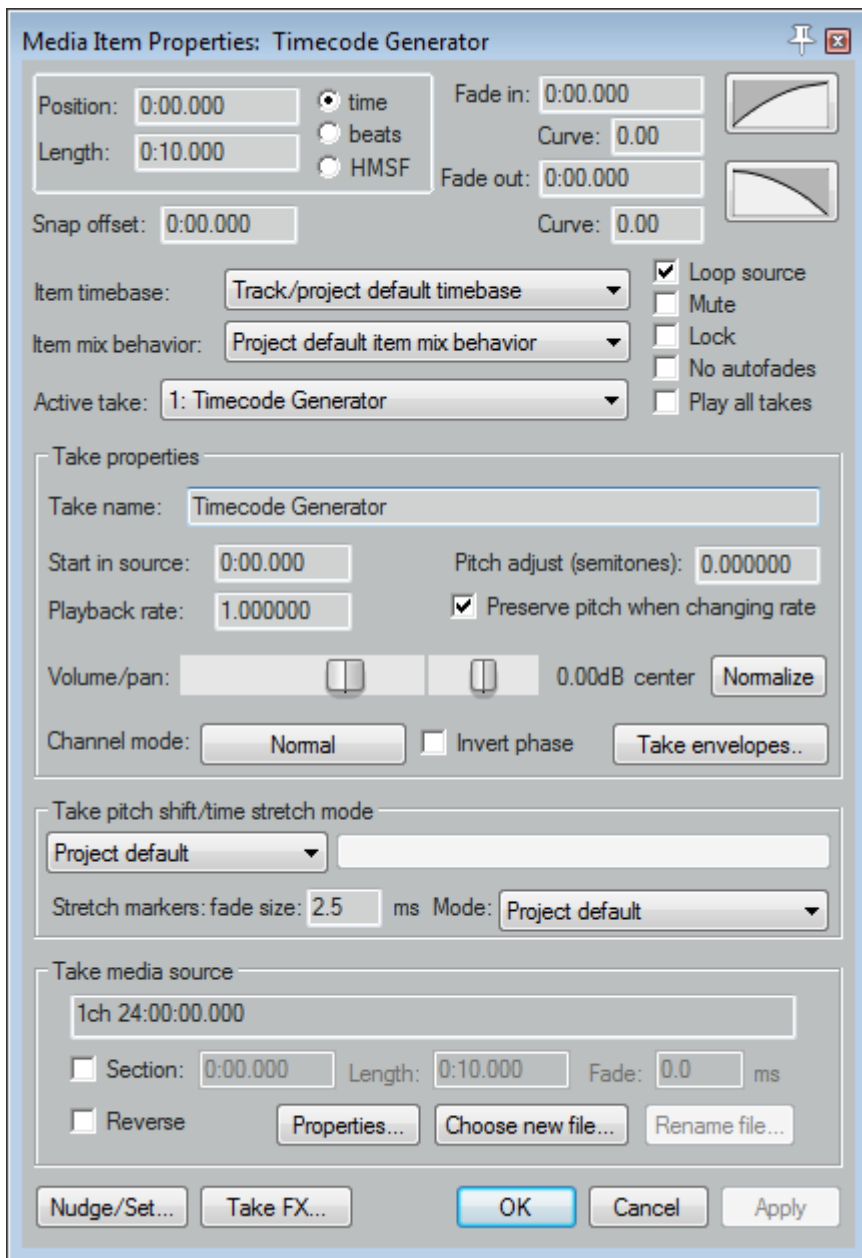 Media Item Properties: Timecode Generator
Position: 0:00.000 time Fade in: 0:00.000
beats Curve: 0.00
Length: 0:10.000 HMSF Fade out: 0:00.000
Snap offset: 0:00.000 Curve: 0.00
Item timebase: Track/project default timebase Loop source
Mute
Item mix behavior: Project default item mix behavior Lock
No autofades
Active take: 1: Timecode Generator Play all takes
Take properties
Take name: Timecode Generator
Start in source: 0:00.000 Pitch adjust (semitones): 0.000000
Playback rate: 1.000000 Preserve pitch when changing rate
Volume/pan: 0.00dB center Normalize
Channel mode: Normal Invert phase Take envelopes..
Take pitch shift/time stretch mode
Project default
Stretch markers: fade size: 2.5 ms Mode: Project default
Take media source
1ch 24:00:00.000
Section: 0:00.000 Length: 0:10.000 Fade: 0.0 ms
Reverse Properties... Choose new file... Rename file...
Nudge/Set... Take FX... OK Cancel Apply